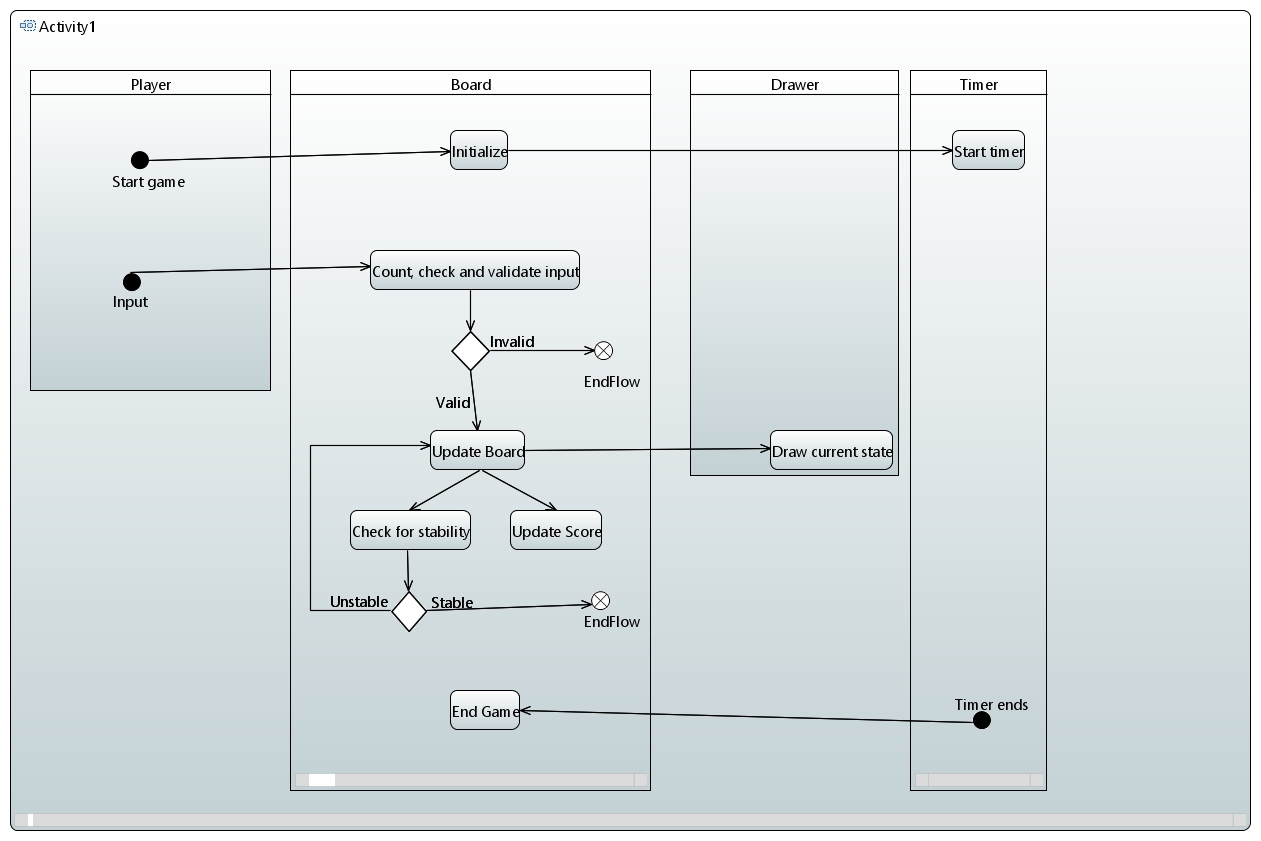 Activity1
Player
Board
Drawer
Timer
Initialize
Start timer
Start game
Count, check and validate input
Input
Invalid
EndFlow
Valid
Update Board
Draw current state
Check for stability
Update Score
Unstable
Stable
EndFlow
Timer ends
End Game